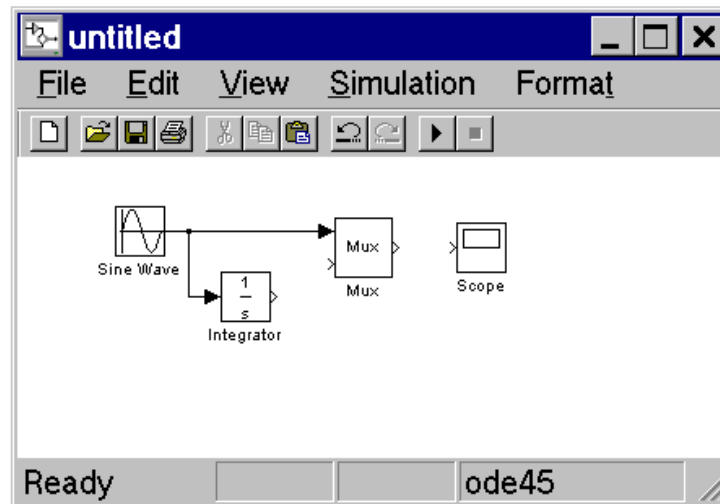 untitled
File Edit View Simulation Format
Mux
Sine Wave
1
s
Mux
Scope
Integrator
Ready ode45